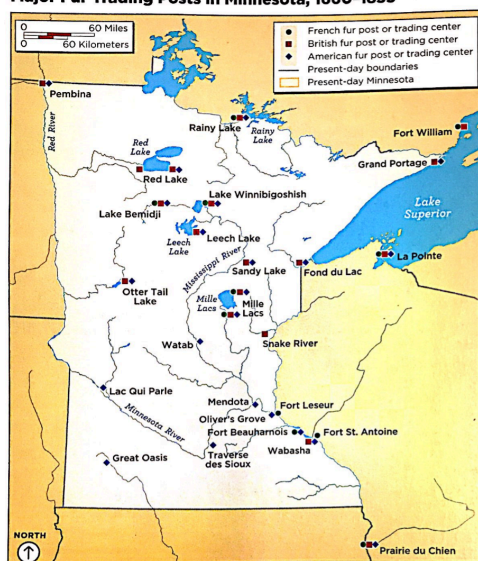 Major Fur Trading Posts in Minnesota, 1660–1855
0 60 Miles
0 60 Kilometers
French fur post or trading center
British fur post or trading center
American fur post or trading center
Present-day boundaries
Present-day Minnesota
Pembina
Red River
Rainy Lake
Rainy
Lake
Fort William
Grand Portage
Red
Lake
Red Lake
Lake Winnibigoshish
Lake Bemidji
Leech
Lake
Leech Lake
Lake
Superior
La Pointe
Mississippi River
Sandy Lake
Fond du Lac
Otter Tail
Lake
Mille
Lacs
Mille
Lacs
Watab
Snake River
Lac Qui Parle
Mendota
Fort Leseur
Oliver's Grove
Minnesota River
Fort Beauharnois
Fort St. Antoine
Wabasha
Traverse
des Sioux
Great Oasis
NORTH
Prairie du Chien